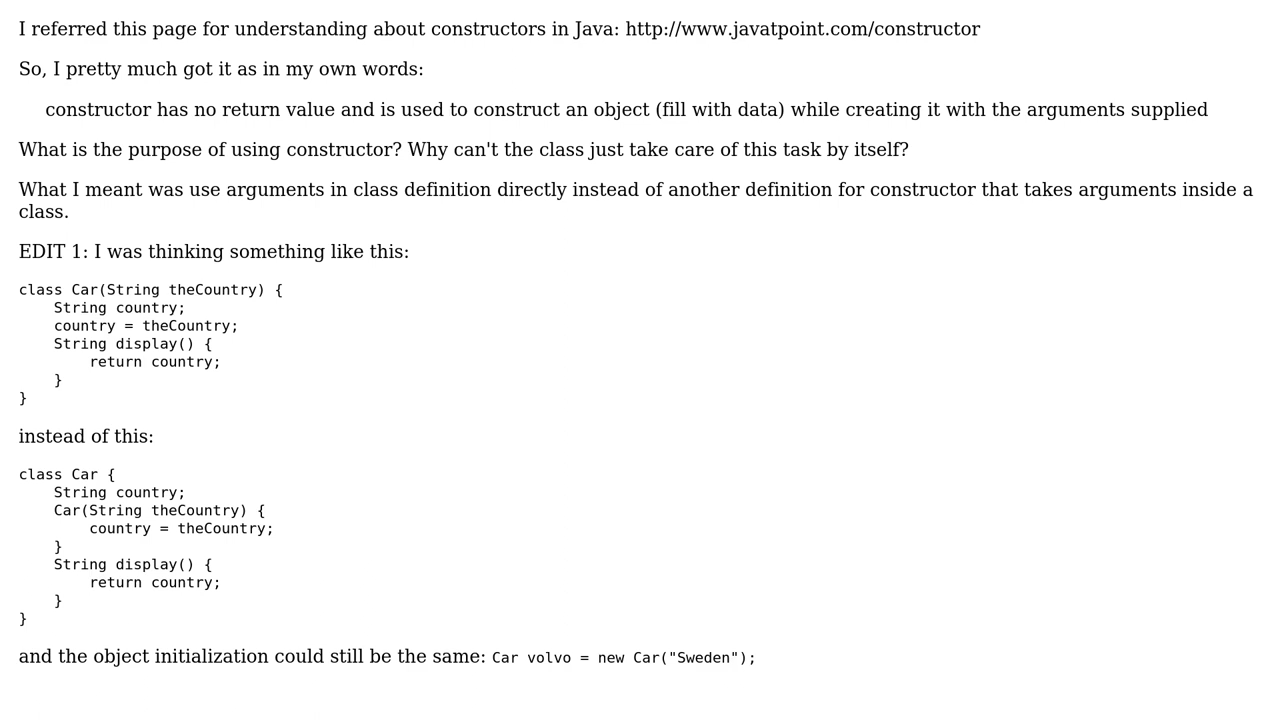 I referred this page for understanding about constructors in Java: http://www.javatpoint.com/constructor
So, I pretty much got it as in my own words:
constructor has no return value and is used to construct an object (fill with data) while creating it with the arguments supplied
What is the purpose of using constructor? Why can't the class just take care of this task by itself?
What I meant was use arguments in class definition directly instead of another definition for constructor that takes arguments inside a
class.
EDIT 1: I was thinking something like this:
class Car(String theCountry) {
    String country;
    country = theCountry;
    String display() {
        return country;
    }
}
instead of this:
class Car {
    String country;
    Car(String theCountry) {
        country = theCountry;
    }
    String display() {
        return country;
    }
}
and the object initialization could still be the same: Car volvo = new Car("Sweden");